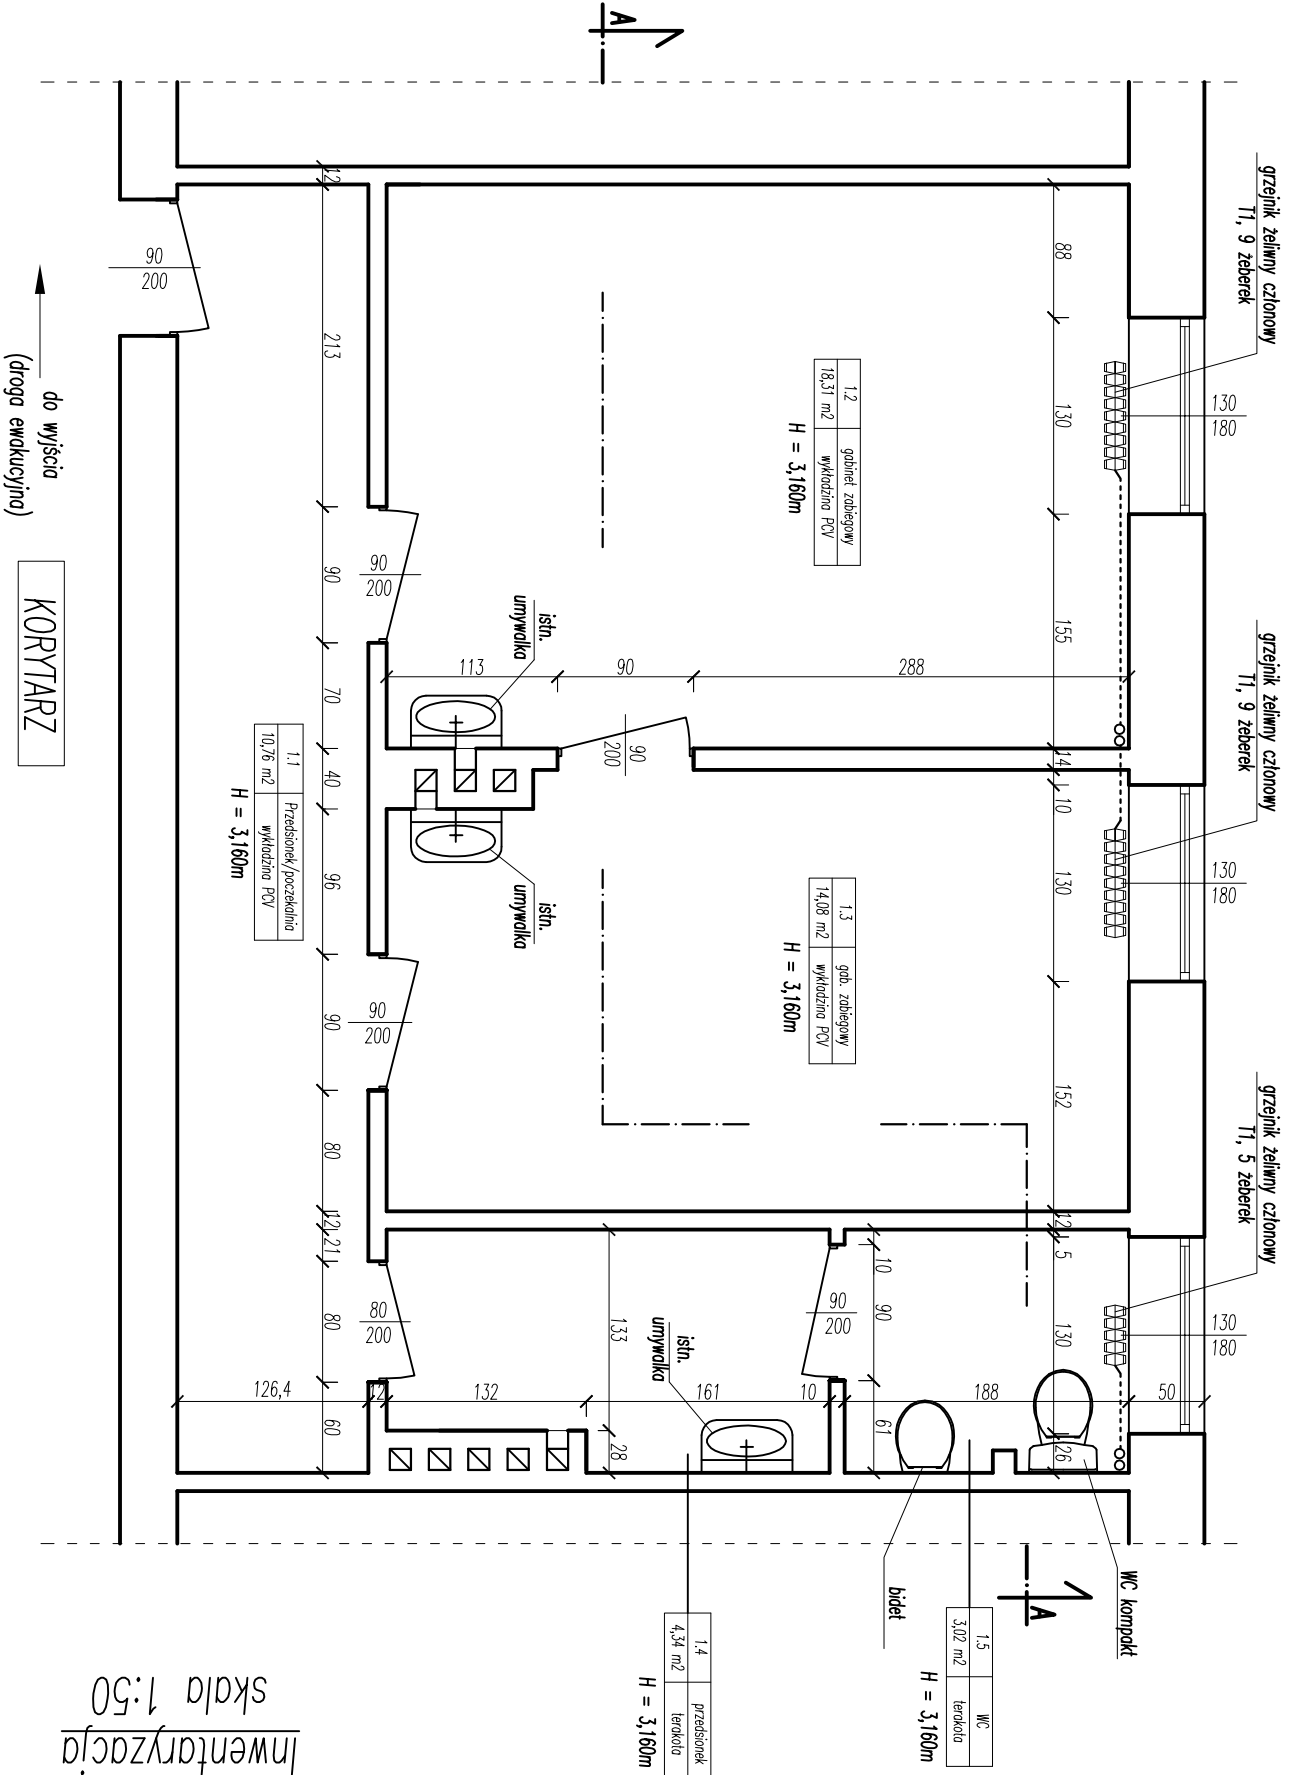 grzejnik żeliwny członowy
T1, 9 żeberek
grzejnik żeliwny członowy
T1, 9 żeberek
grzejnik żeliwny członowy
T1, 5 żeberek
130
180
130
180
130
180
88
130
155
14
10
130
152
12
5
130
26
50
1.2 gabinet zabiegowy
18,31 m2 wykładzina PCV
H = 3,160m
1.3 gab. zabiegowy
14,08 m2 wykładzina PCV
H = 3,160m
113
90
288
90
200
istn.
umywalka
istn.
umywalka
istn.
umywalka
10
90
61
90
200
133
28
126,4
12
132
161
10
188
WC kompakt
bidet
1.5 WC
3,02 m2 terakota
H = 3,160m
1.4 przedsionek
4,34 m2 terakota
H = 3,160m
90
200
90
200
80
200
12
213
90
70
40
96
90
80
12
21
80
60
1.1 Przedsionek/poczekalnia
10,76 m2 wykładzina PCV
H = 3,160m
90
200
do wyjścia
(droga ewakucyjna)
KORYTARZ
A
A
Inwentaryzacja
skala 1:50